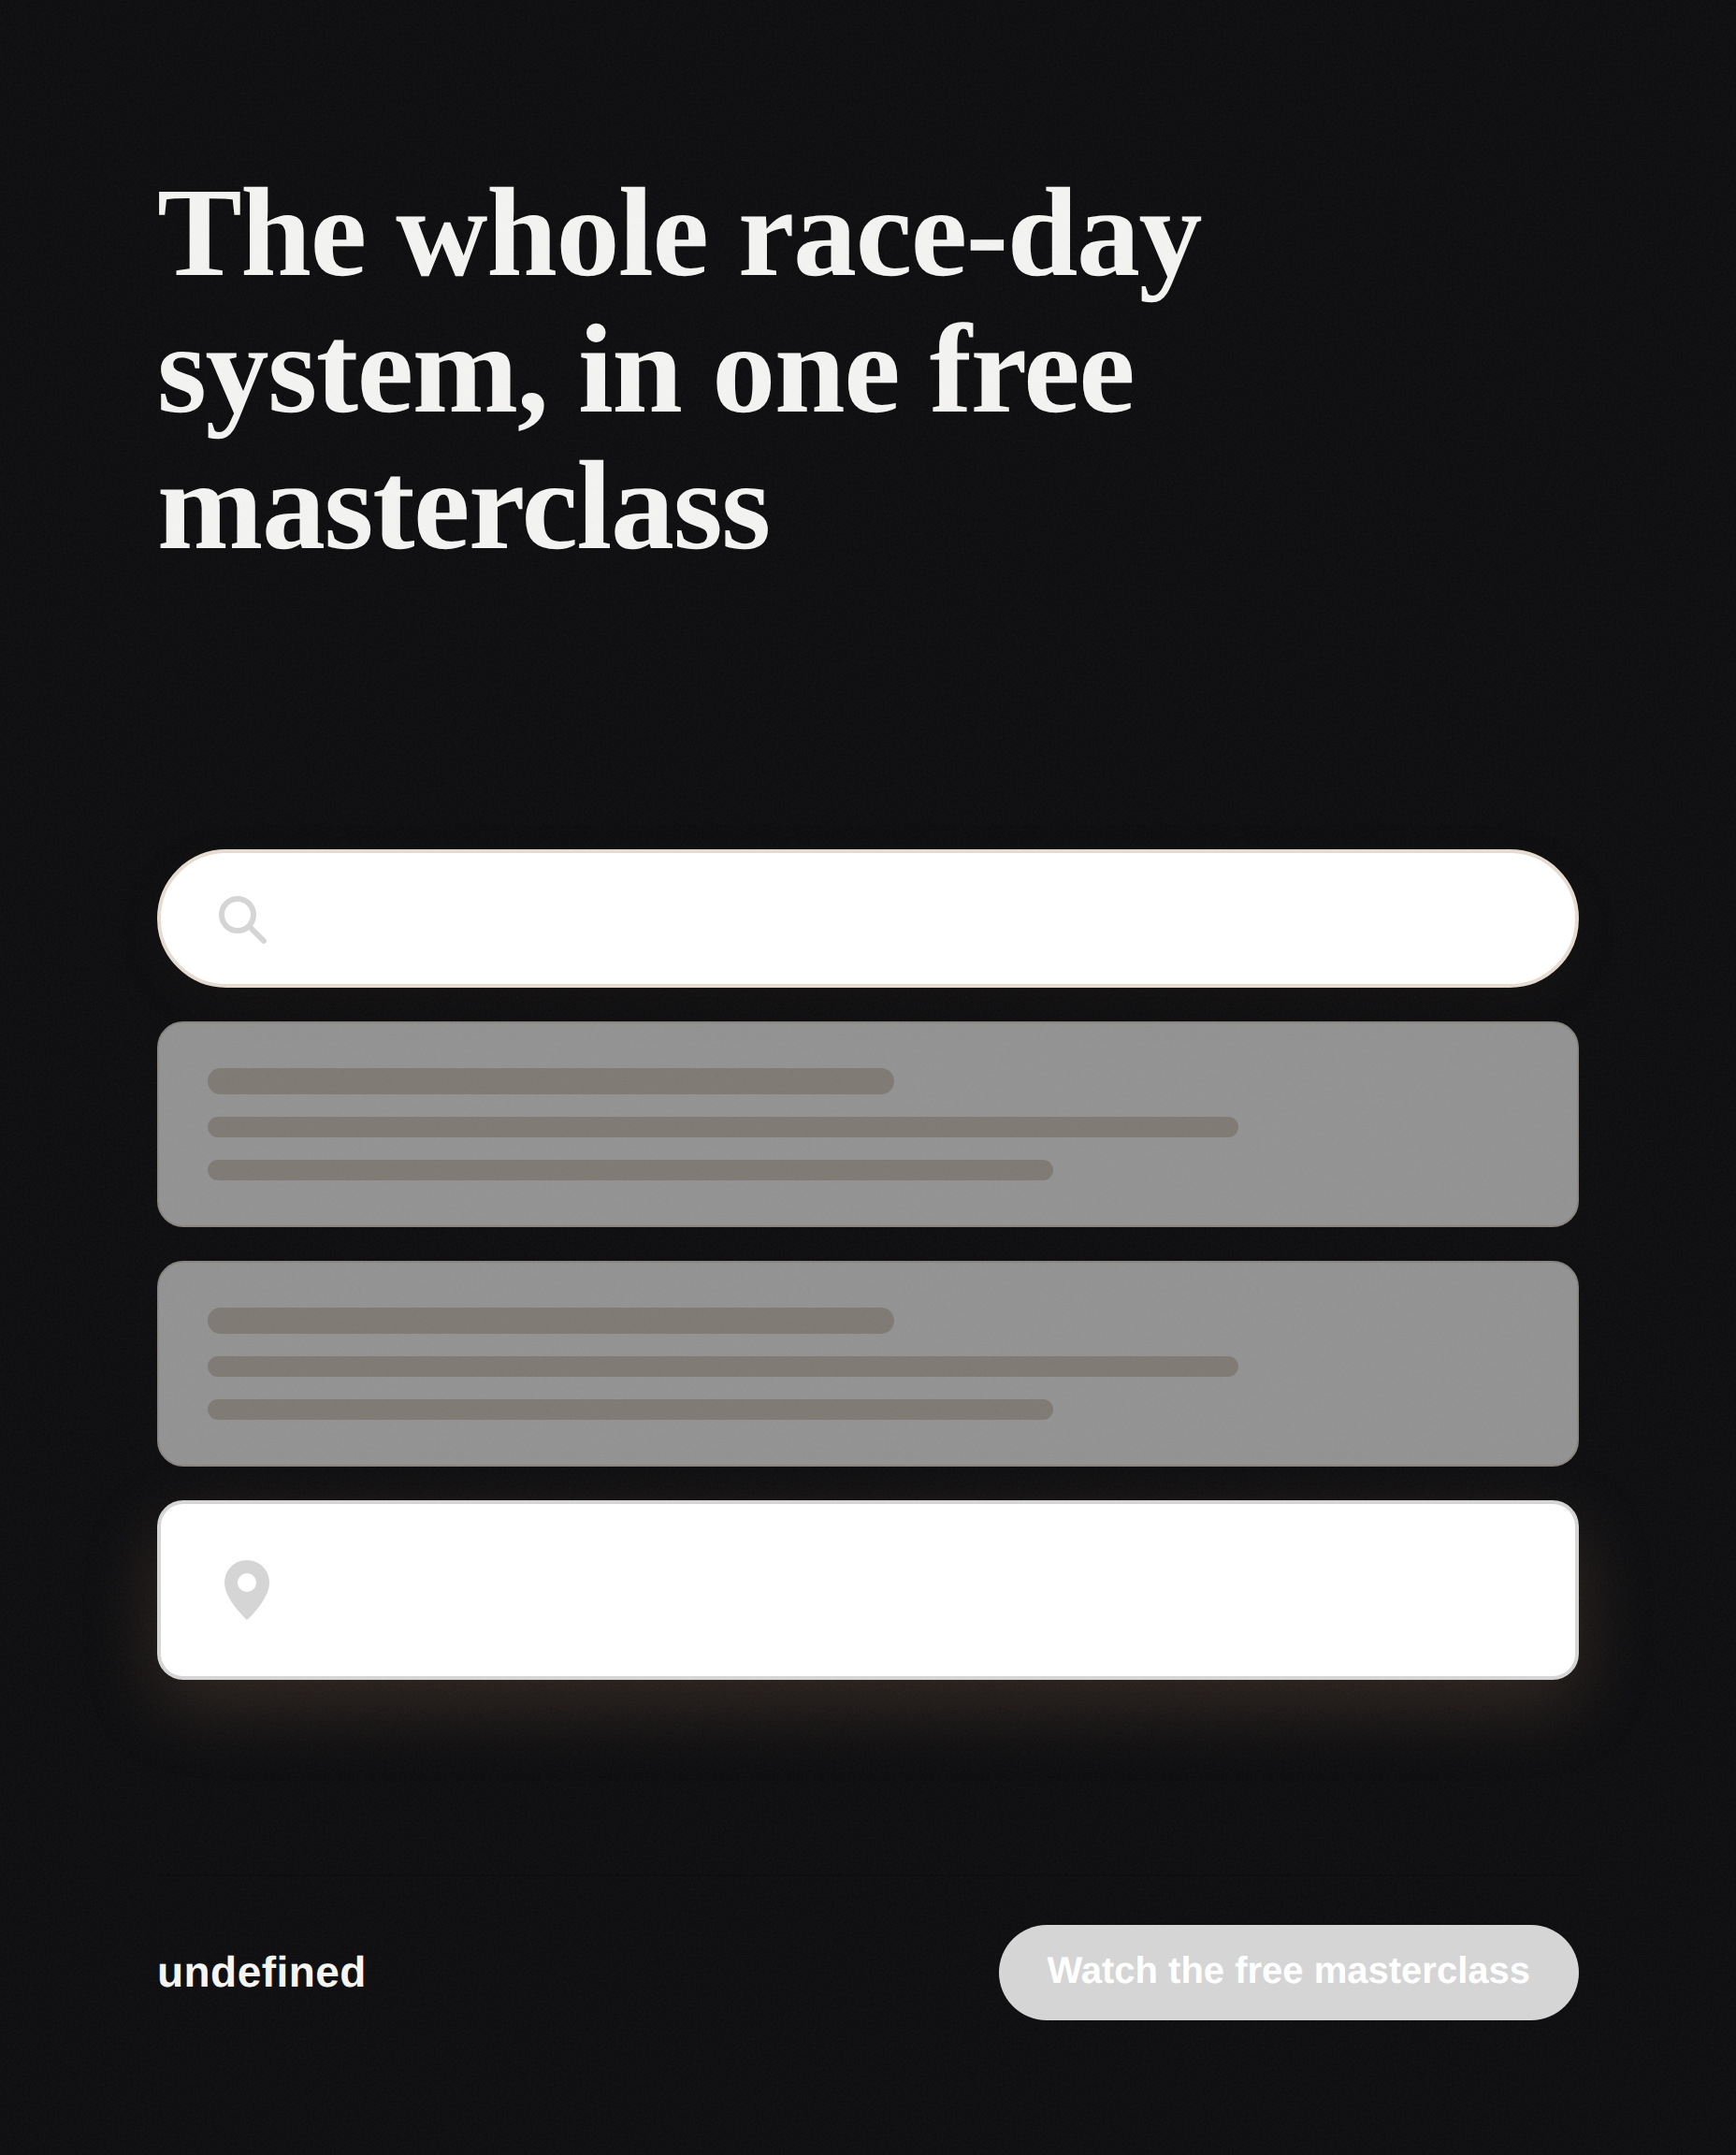 The whole race-day
system, in one free
masterclass
undefined
Watch the free masterclass